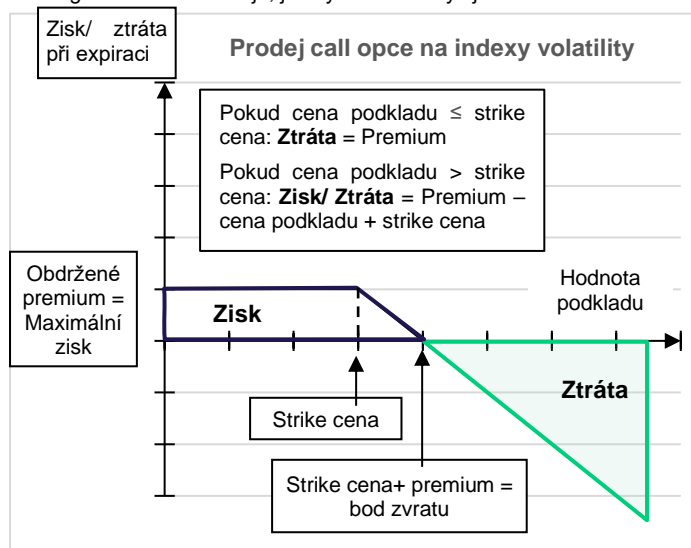 Zisk/ ztráta
při expiraci
Prodej call opce na indexy volatility
Pokud cena podkladu ≤ strike
cena: Ztráta = Premium
Pokud cena podkladu > strike
cena: Zisk/ Ztráta = Premium –
cena podkladu + strike cena
Obdržené
premium =
Maximální
zisk
Zisk
Hodnota
podkladu
Ztráta
Strike cena
Strike cena+ premium =
bod zvratu